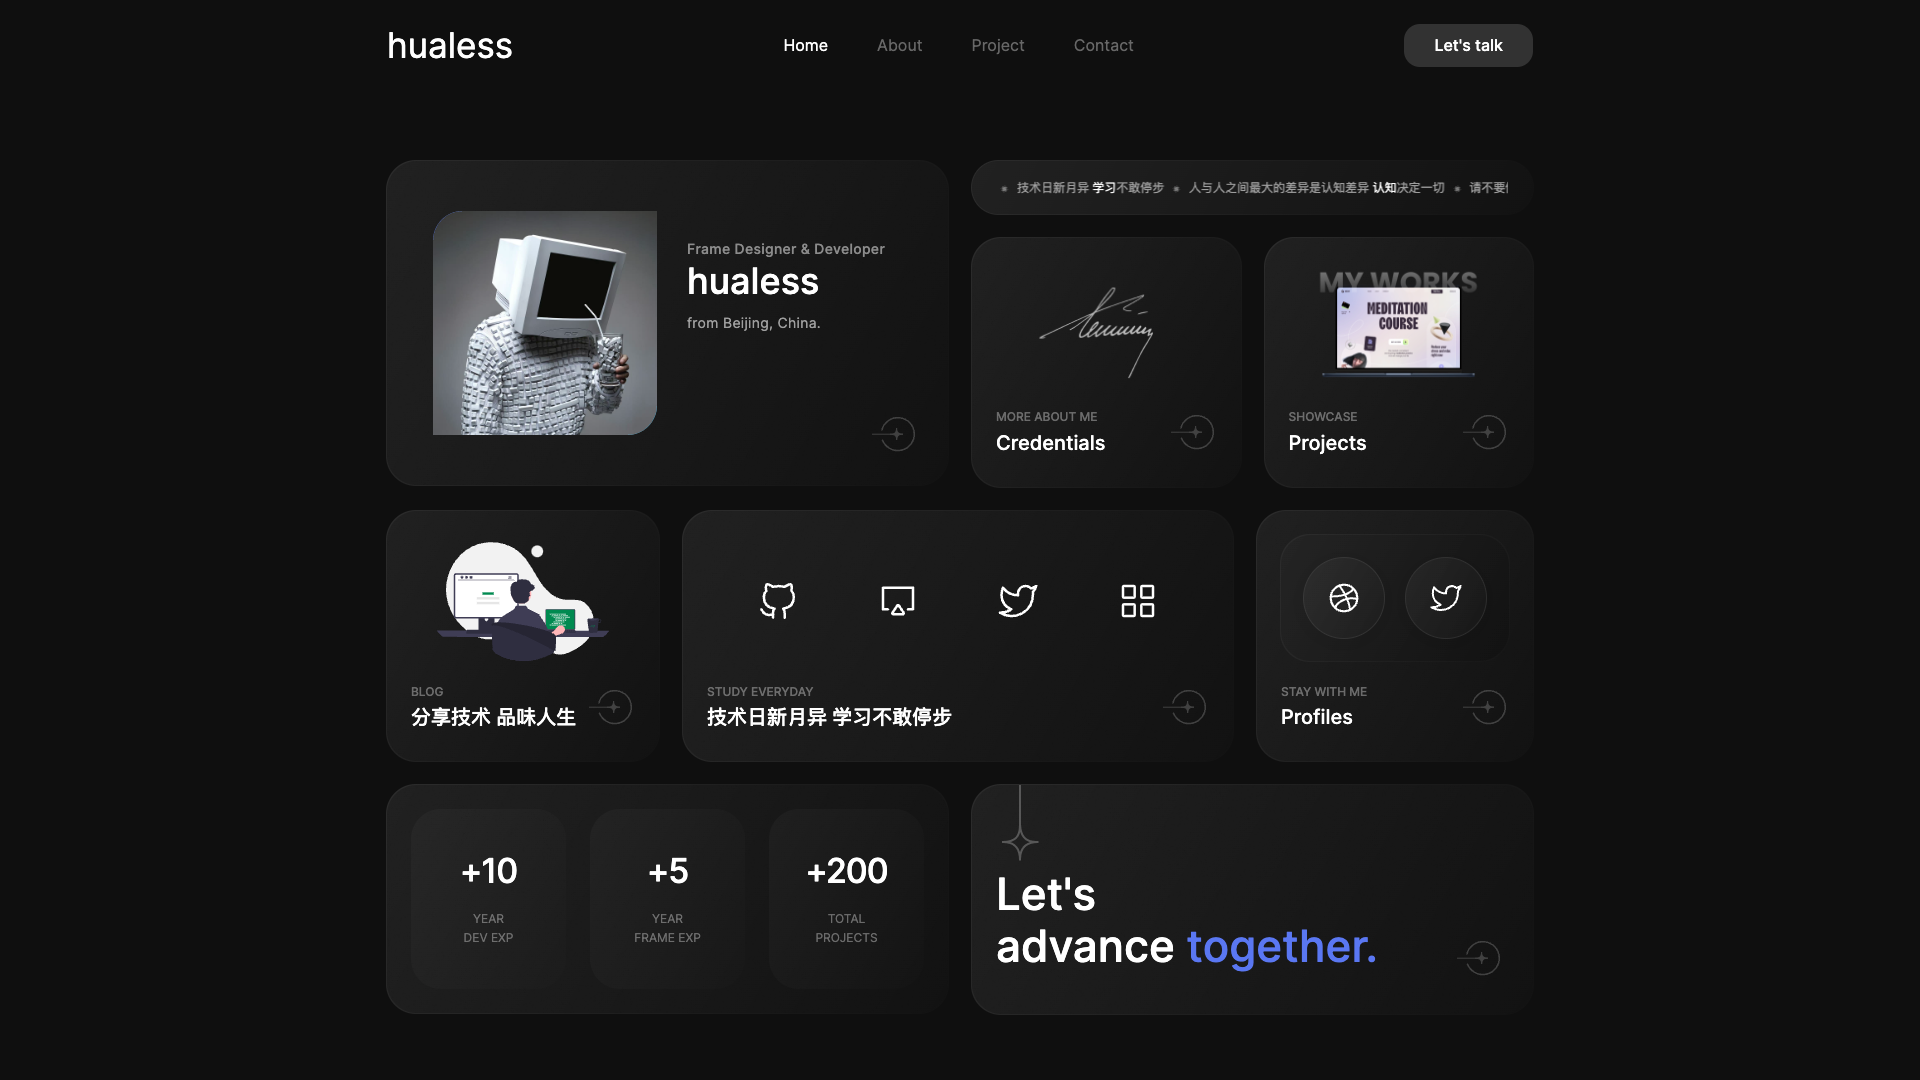 hualess
Home
About
Project
Contact
Let's talk
Frame Designer & Developer
hualess
from Beijing, China.
技术日新月异 学习不敢停步
人与人之间最大的差异是认知差异 认知决定一切
请不要
MORE ABOUT ME
Credentials
MY WORKS
MEDITATION
COURSE
SHOWCASE
Projects
BLOG
分享技术 品味人生
STUDY EVERYDAY
技术日新月异 学习不敢停步
STAY WITH ME
Profiles
+10
YEAR
DEV EXP
+5
YEAR
FRAME EXP
+200
TOTAL
PROJECTS
Let's
advance together.